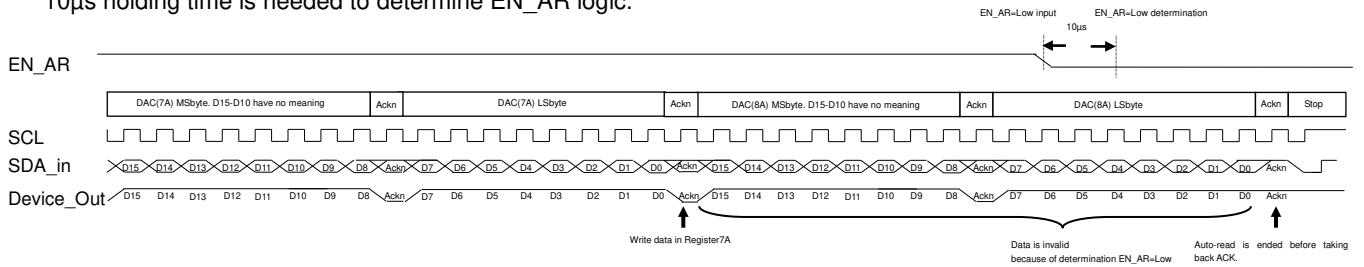 10µs holding time is needed to determine EN_AR logic.
EN_AR=Low input EN_AR=Low determination
10µs
EN_AR
DAC(7A) MSbyte. D15-D10 have no meaning Ackn DAC(7A) LSbyte Ackn DAC(8A) MSbyte. D15-D10 have no meaning Ackn DAC(8A) LSbyte Ackn Stop
SCL
SDA_in D15 D14 D13 D12 D11 D10 D9 D8 Ackn D7 D6 D5 D4 D3 D2 D1 D0 Ackn D15 D14 D13 D12 D11 D10 D9 D8 Ackn D7 D6 D5 D4 D3 D2 D1 D0 Ackn
Device_Out D15 D14 D13 D12 D11 D10 D9 D8 Ackn D7 D6 D5 D4 D3 D2 D1 D0 Ackn D15 D14 D13 D12 D11 D10 D9 D8 Ackn D7 D6 D5 D4 D3 D2 D1 D0 Ackn
Write data in Register7A
Data is invalid
because of determination EN_AR=Low
Auto-read is ended before taking
back ACK.